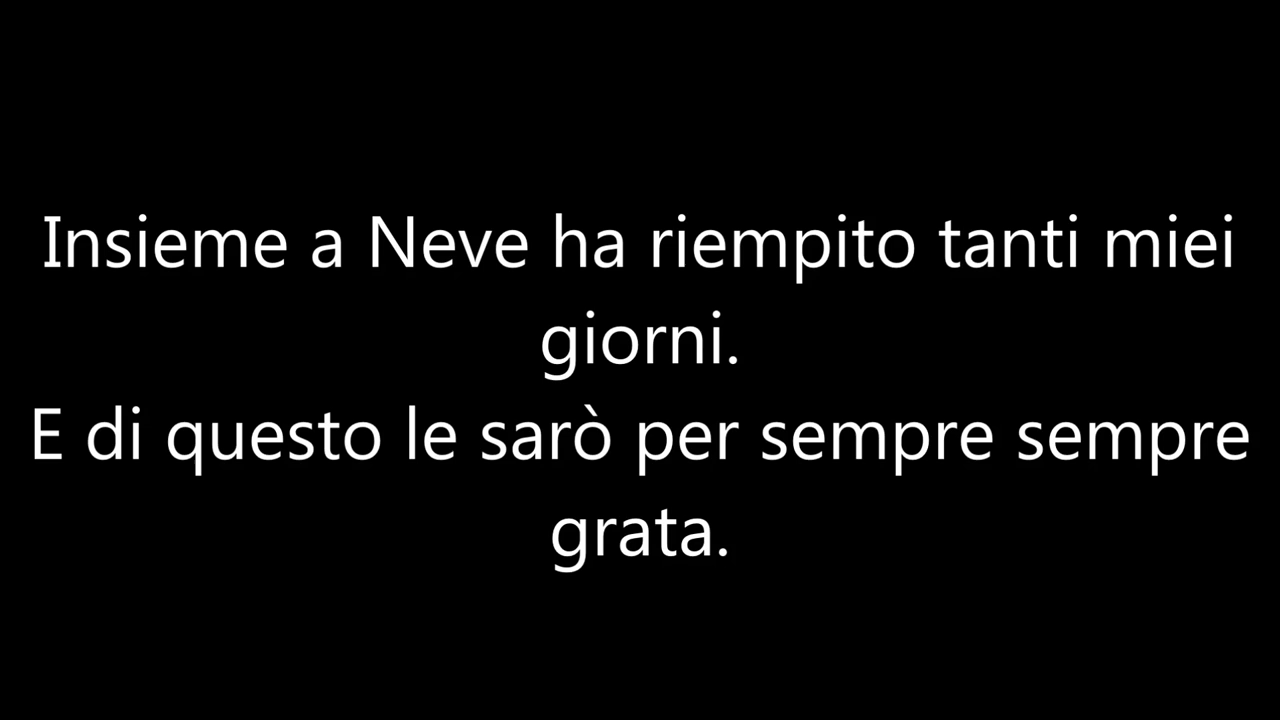 Insieme a Neve ha riempito tanti miei
giorni.
E di questo le sarò per sempre sempre
grata.